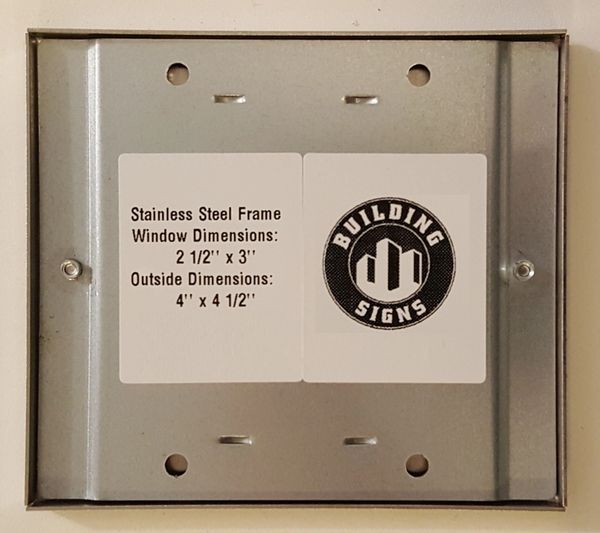 Stainless Steel Frame
Window Dimensions:
2 1/2'' x 3''
Outside Dimensions:
4'' x 4 1/2''
BUILDING
SIGNS